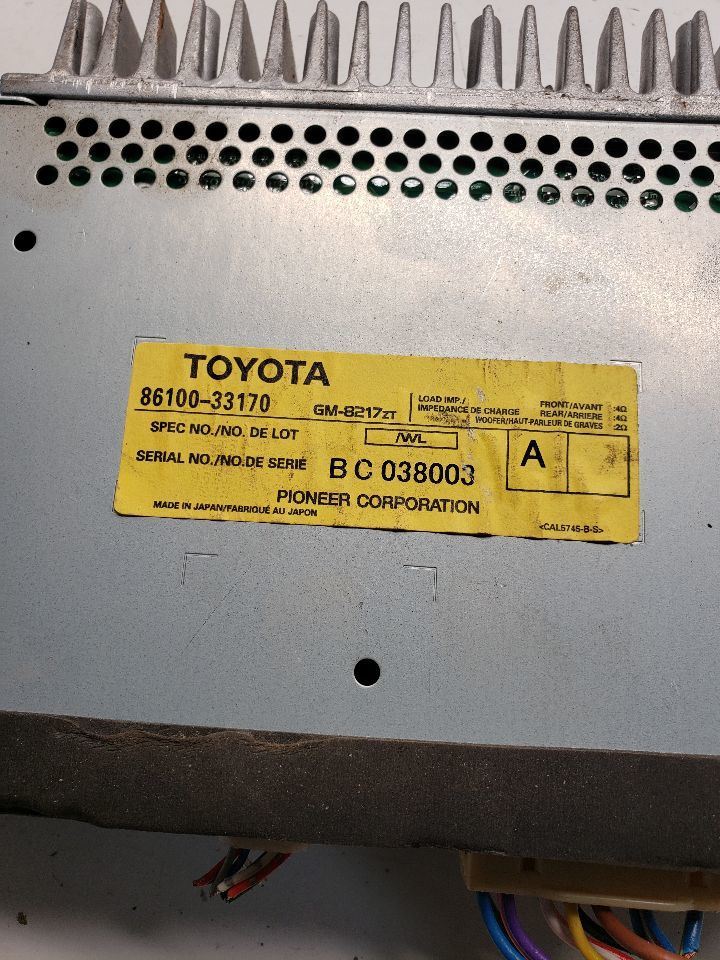 TOYOTA
86100-33170
GM-8217ZT
LOAD IMP./
IMPEDANCE DE CHARGE
FRONT/AVANT :4Ω
REAR/ARRIERE :4Ω
WOOFER/HAUT-PARLEUR DE GRAVES :2Ω
SPEC NO./NO. DE LOT
/WL
SERIAL NO./NO.DE SERIÉ B C 038003
A
PIONEER CORPORATION
MADE IN JAPAN/FABRIQUÉ AU JAPON
<CAL5745-B-S>